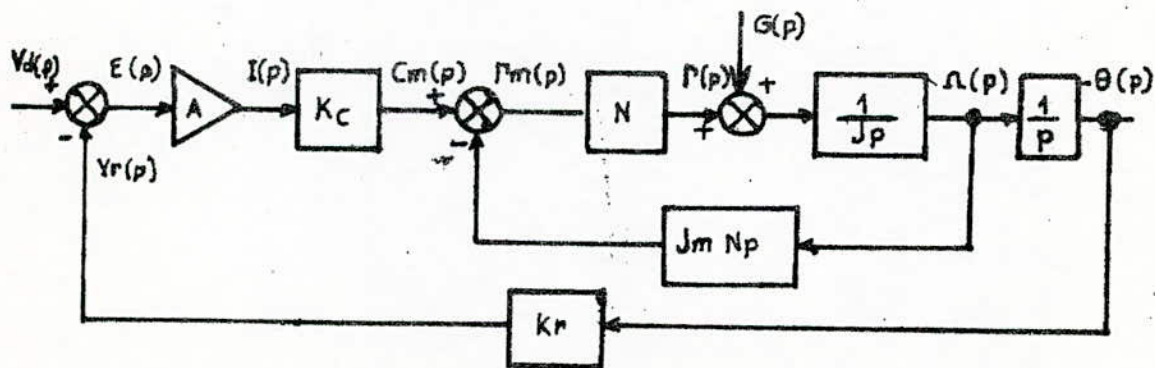 G(p)
Vd(p) + E(p) I(p) Cm(p) + Γm(p) Γ(p) + Ω(p) θ(p)
A Kc N + 1/Jp 1/p
- -
Yr(p)
Jm Np
Kr